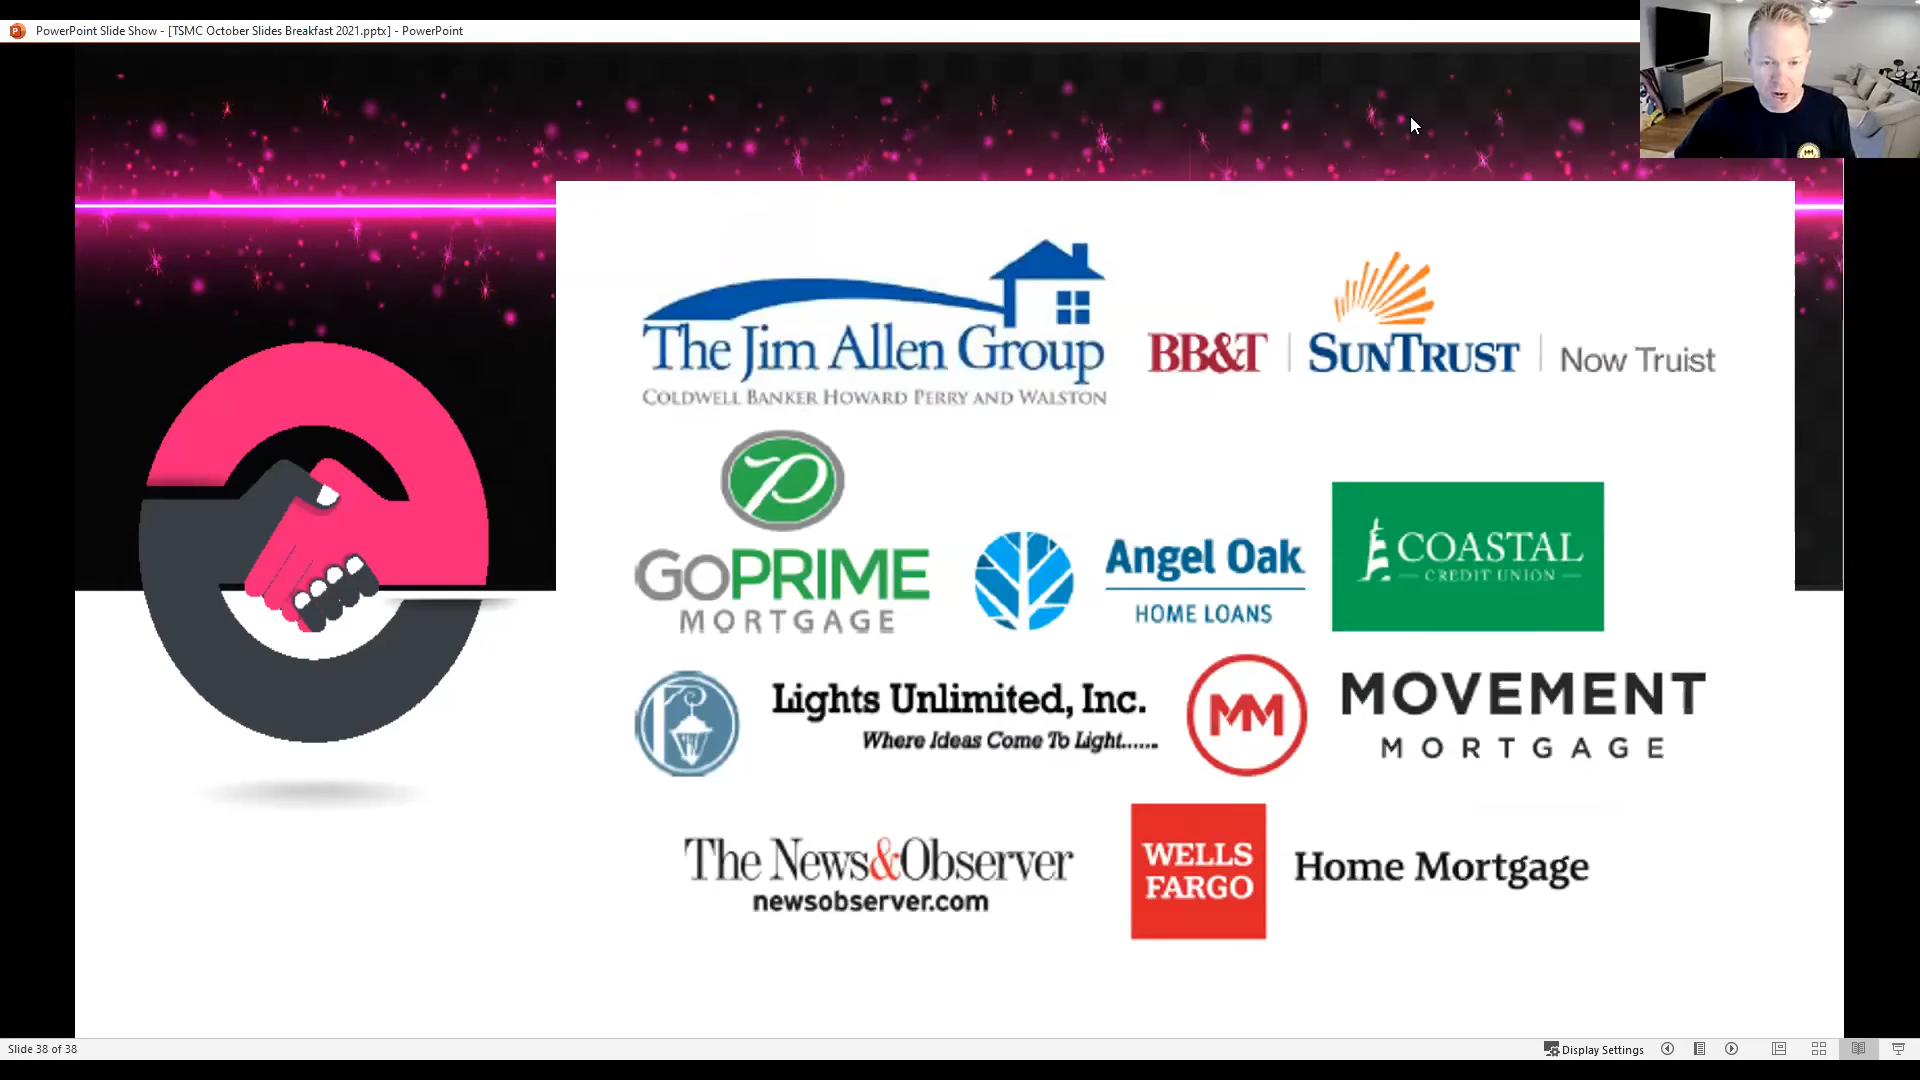 PowerPoint Slide Show - [TSMC October Slides Breakfast 2021.pptx] - PowerPoint
The Jim Allen Group
COLDWELL BANKER HOWARD PERRY AND WALSTON
BB&T | SUNTRUST | Now Truist
GOPRIME
MORTGAGE
Angel Oak
HOME LOANS
COASTAL
CREDIT UNION
Lights Unlimited, Inc.
Where Ideas Come To Light......
MM
MOVEMENT
MORTGAGE
The News&Observer
newsobserver.com
WELLS
FARGO
Home Mortgage
Slide 38 of 38
Display Settings